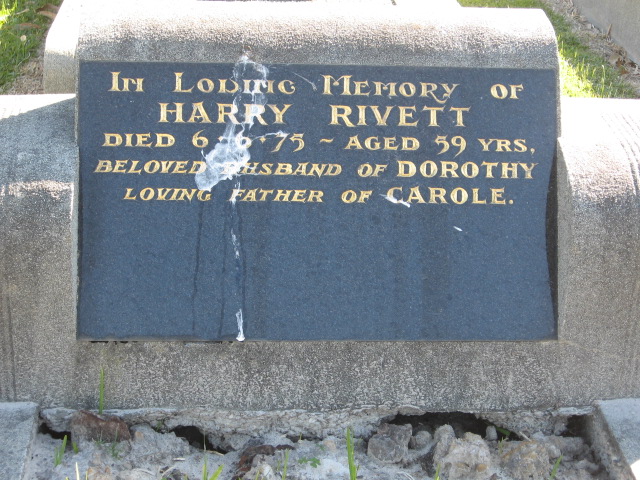 In Loving Memory of
HARRY RIVETT
DIED 6 · 75 ~ AGED 59 YRS,
BELOVED HUSBAND OF DOROTHY
LOVING FATHER OF CAROLE.